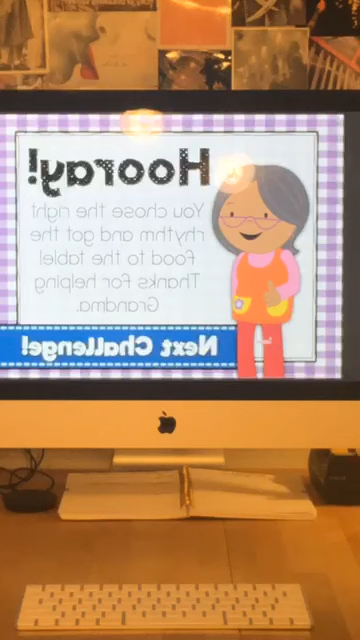 Hooray!
You chose the right
rhythm and got the
food to the table!
Thanks for helping
Grandma.
Next Challenge!